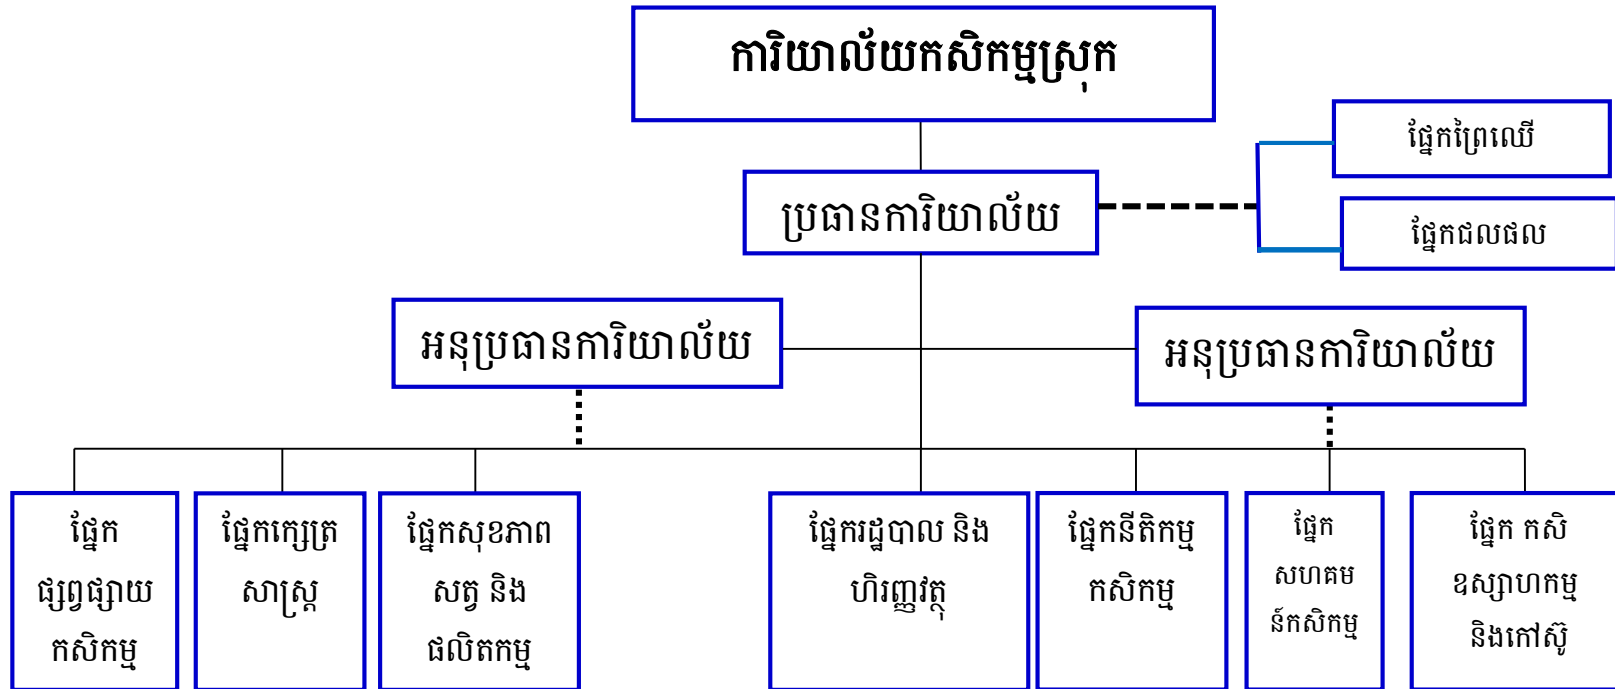 ការិយាល័យកសិកម្មស្រុក
ផ្នែកព្រៃឈើ
ប្រធានការិយាល័យ
ផ្នែកជលផល
អនុប្រធានការិយាល័យ
អនុប្រធានការិយាល័យ
ផ្នែក
ផ្សព្វផ្សាយ
កសិកម្ម
ផ្នែកក្សេត្រ
សាស្រ្ត
ផ្នែកសុខភាព
សត្វ និង
ផលិតកម្ម
ផ្នែករដ្ឋបាល និង
ហិរញ្ញវត្ថុ
ផ្នែកនីតិកម្ម
កសិកម្ម
ផ្នែក
សហគម
ន៍កសិកម្ម
ផ្នែក កសិ
ឧស្សាហកម្ម
និងកៅស៊ូ